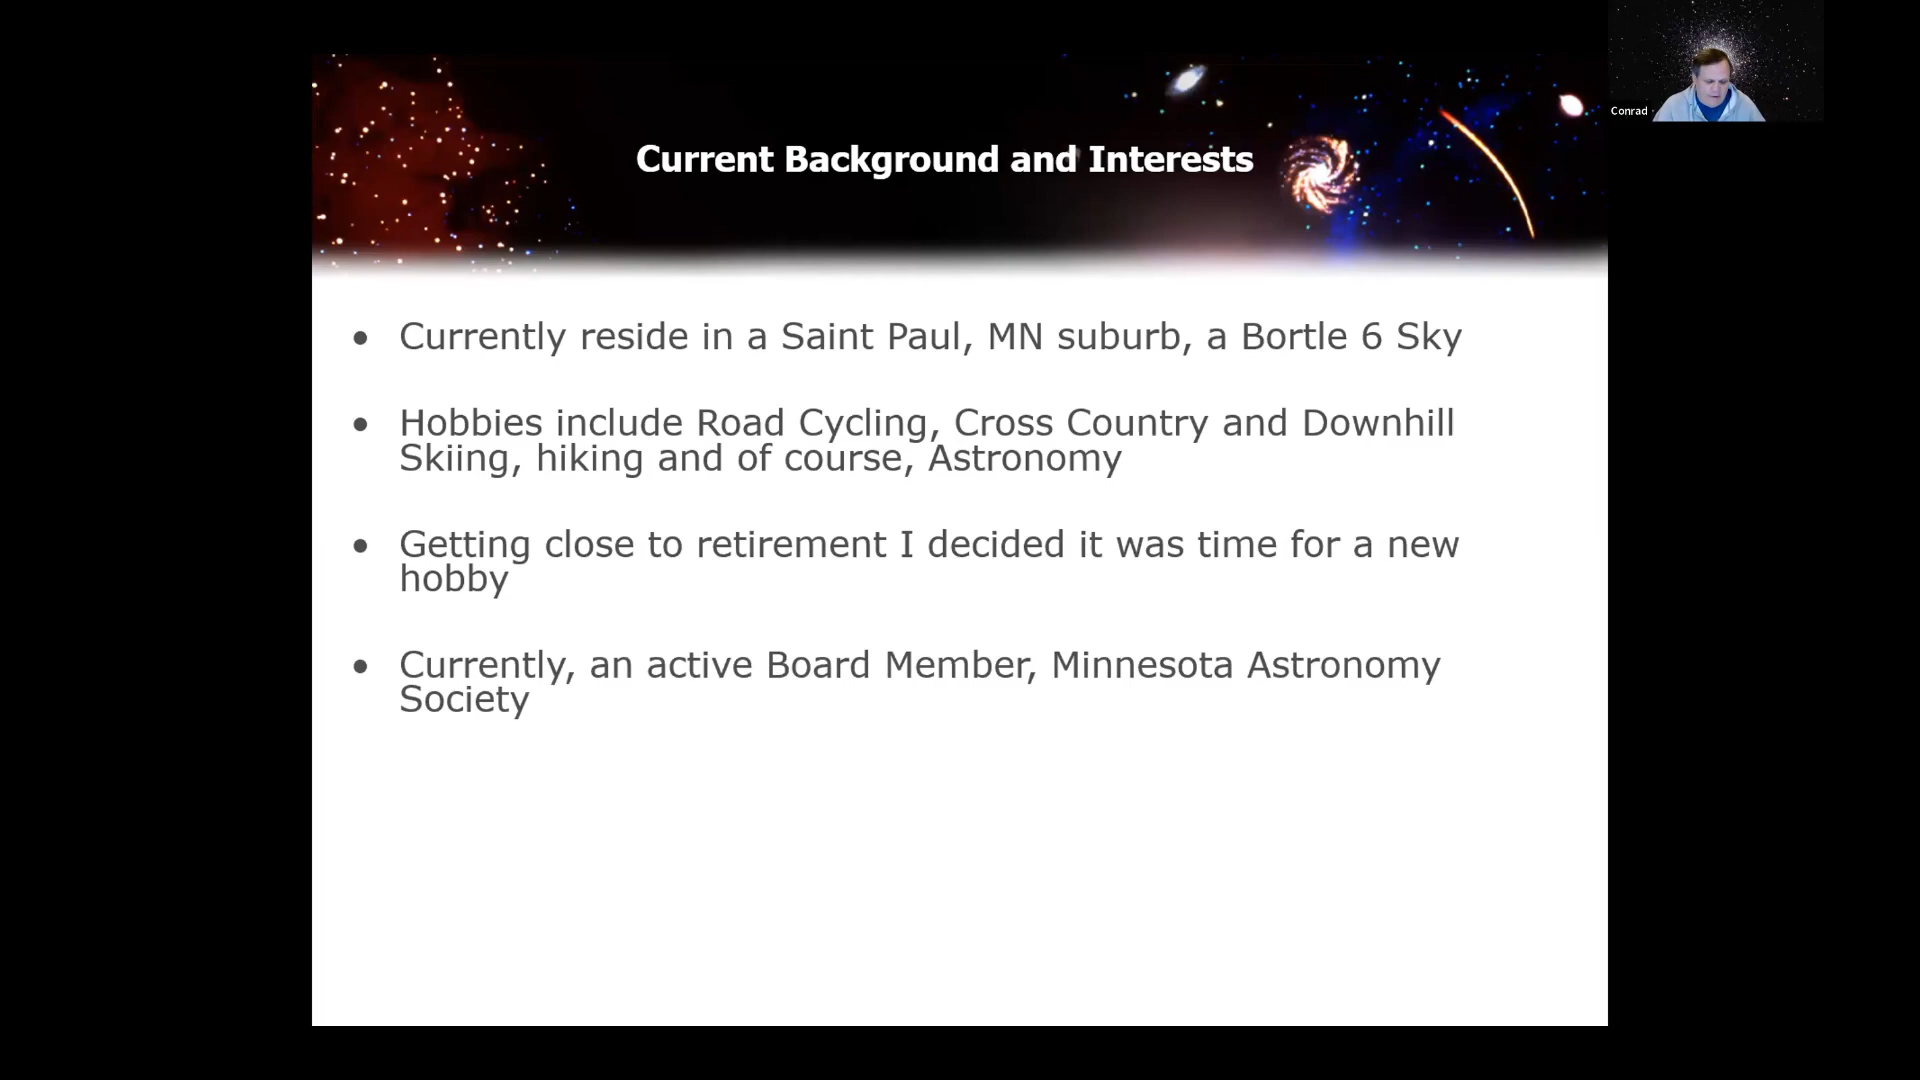 Current Background and Interests
Conrad
• Currently reside in a Saint Paul, MN suburb, a Bortle 6 Sky
• Hobbies include Road Cycling, Cross Country and Downhill
Skiing, hiking and of course, Astronomy
• Getting close to retirement I decided it was time for a new
hobby
• Currently, an active Board Member, Minnesota Astronomy
Society